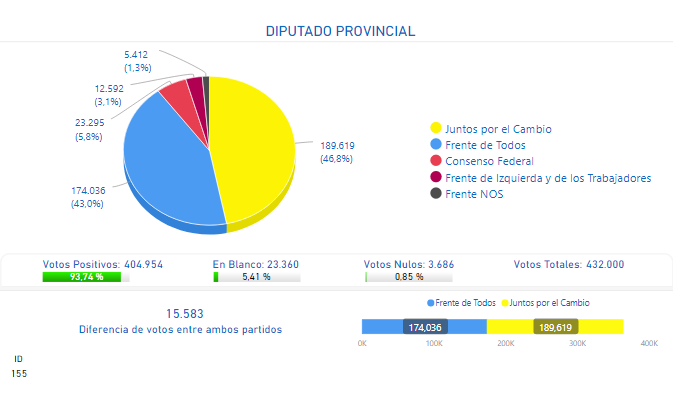 DIPUTADO PROVINCIAL
5.412
(1,3%)
12.592
(3,1%)
23.295
(5,8%)
174.036
(43,0%)
189.619
(46,8%)
Juntos por el Cambio
Frente de Todos
Consenso Federal
Frente de Izquierda y de los Trabajadores
Frente NOS
Votos Positivos: 404.954
93,74 %
En Blanco: 23.360
5,41 %
Votos Nulos: 3.686
0,85 %
Votos Totales: 432.000
15.583
Diferencia de votos entre ambos partidos
Frente de Todos Juntos por el Cambio
174,036 189,619
0K 100K 200K 300K 400K
ID
155